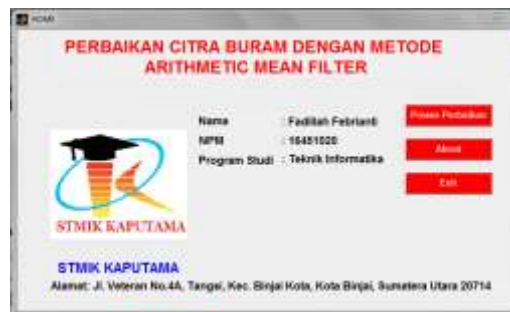 HOME
PERBAIKAN CITRA BURAM DENGAN METODE
ARITHMETIC MEAN FILTER
Nama : Fadillah Febrianti
NPM : 16451020
Program Studi : Teknik Informatika
Proses Perbaikan
About
Exit
STMIK KAPUTAMA
STMIK KAPUTAMA
Alamat: Jl. Veteran No.4A, Tangsi, Kec. Binjai Kota, Kota Binjai, Sumatera Utara 20714